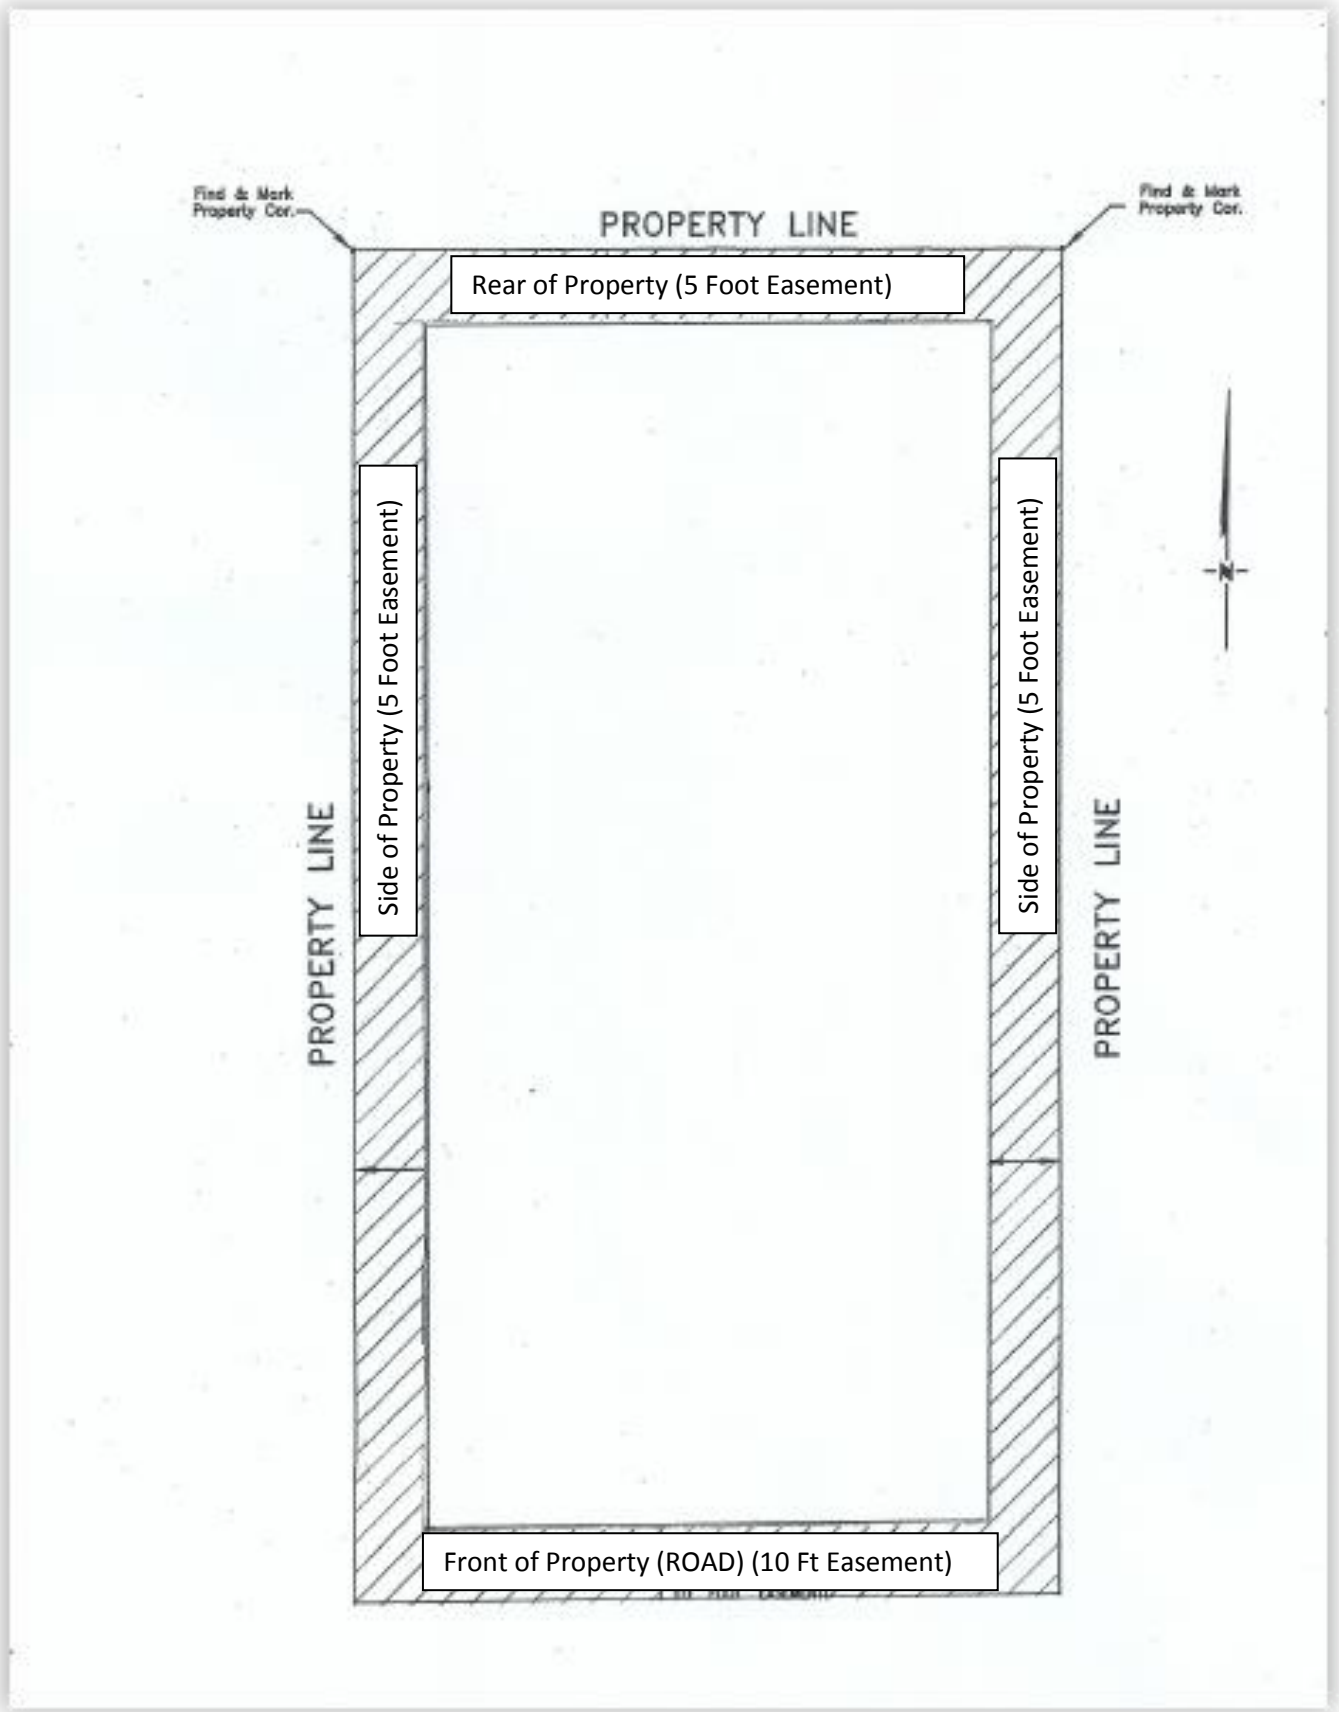 Find & Mark
Property Cor.
Find & Mark
Property Cor.
PROPERTY LINE
Rear of Property (5 Foot Easement)
Side of Property (5 Foot Easement)
Side of Property (5 Foot Easement)
N
PROPERTY LINE
PROPERTY LINE
Front of Property (ROAD) (10 Ft Easement)